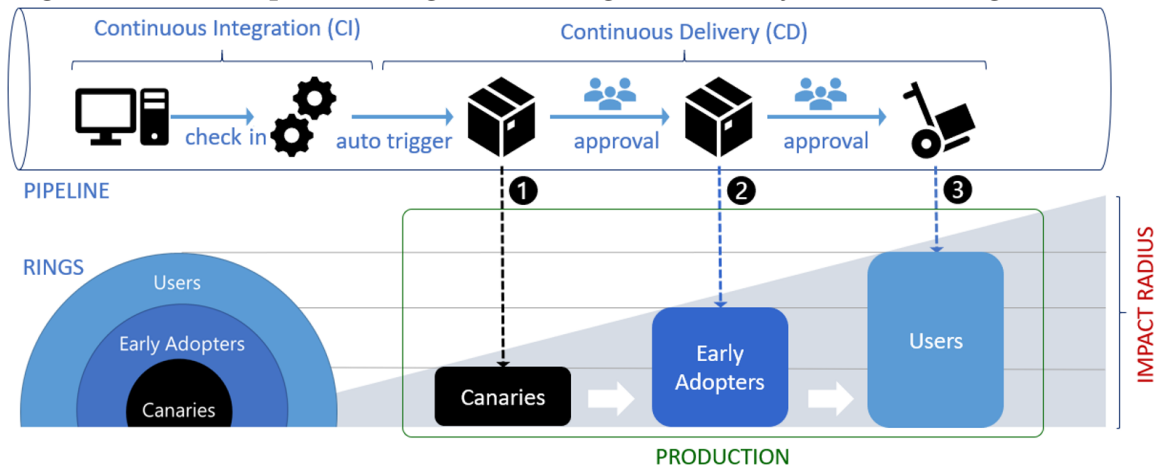 Continuous Integration (CI)
Continuous Delivery (CD)
check in
auto trigger
approval
approval
PIPELINE
1
2
3
RINGS
Users
Early Adopters
Canaries
Canaries
Early
Adopters
Users
IMPACT RADIUS
PRODUCTION